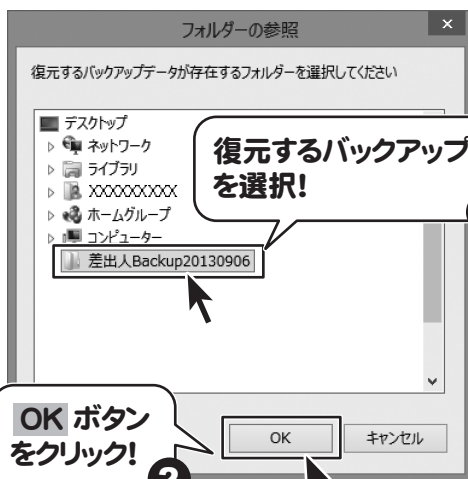 フォルダーの参照
×
復元するバックアップデータが存在するフォルダーを選択してください
デスクトップ
ネットワーク
ライブラリ
XXXXXXXXX
ホームグループ
コンピューター
差出人Backup20130906
復元するバックアップ
を選択!
OK ボタン
をクリック!
2
OK
キャンセル